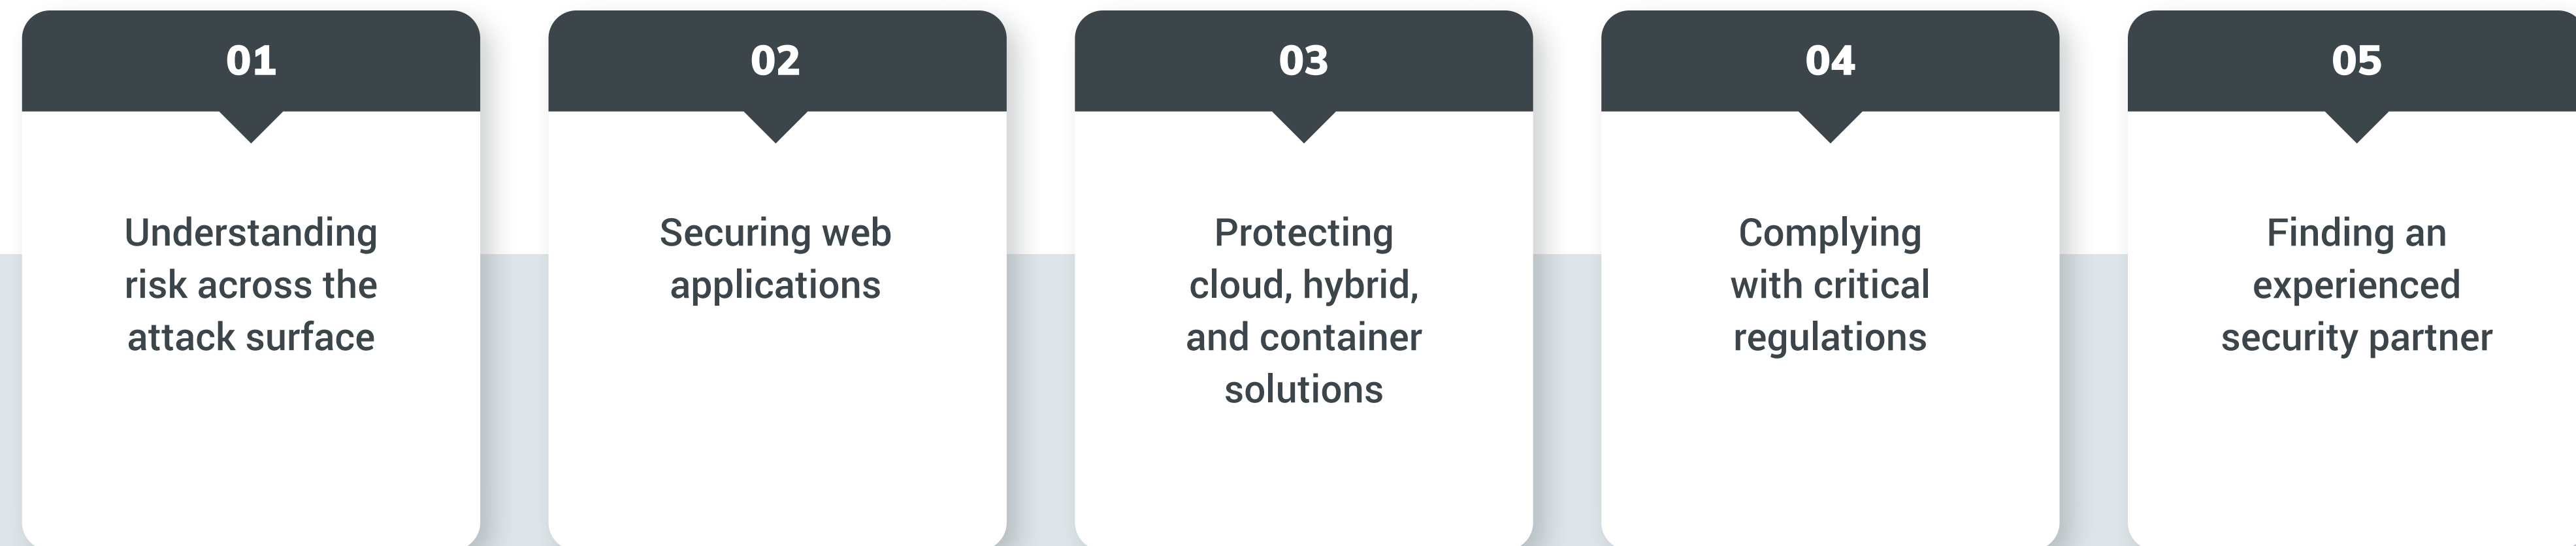 01
Understanding
risk across the
attack surface
02
Securing web
applications
03
Protecting
cloud, hybrid,
and container
solutions
04
Complying
with critical
regulations
05
Finding an
experienced
security partner